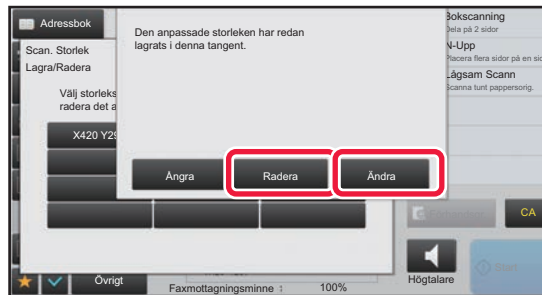 Adressbok
Scan. Storlek
Lagra/Radera
Välj storleks
radera det a
X420 Y29
Den anpassade storleken har redan
lagrats i denna tangent.
Ångra
Radera
Ändra
Bokscanning
Dela på 2 sidor
N-Upp
Placera flera sidor på en sid
Lågsam Scann
Scanna tunt pappersorig.
CA
Start
Högtalare
Övrigt
Faxmottagningsminne :
100%